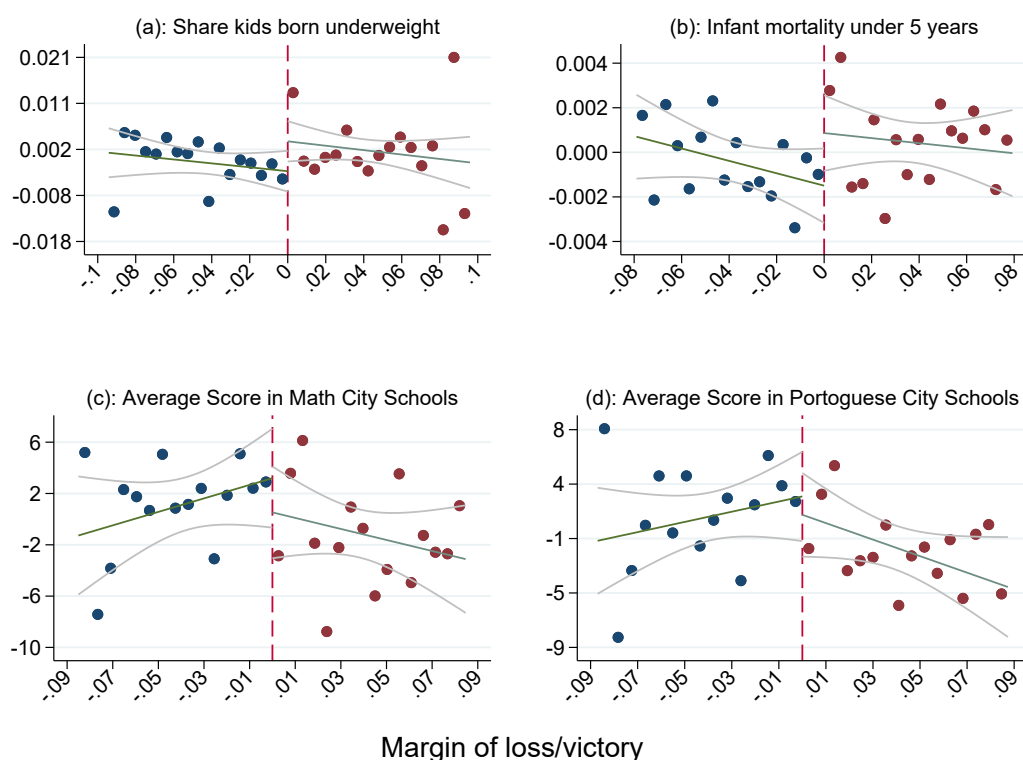 (a): Share kids born underweight
0.021
0.011
0.002
-0.008
-0.018
-.1 -.08 -.06 -.04 -.02 0 .02 .04 .06 .08 .1
(b): Infant mortality under 5 years
0.004
0.002
0.000
-0.002
-0.004
-.08 -.06 -.04 -.02 0 .02 .04 .06 .08
(c): Average Score in Math City Schools
6
2
-2
-6
-10
-.09 -.07 -.05 -.03 -.01 .01 .03 .05 .07 .09
(d): Average Score in Portoguese City Schools
8
4
-1
-5
-9
-.09 -.07 -.05 -.03 -.01 .01 .03 .05 .07 .09
Margin of loss/victory